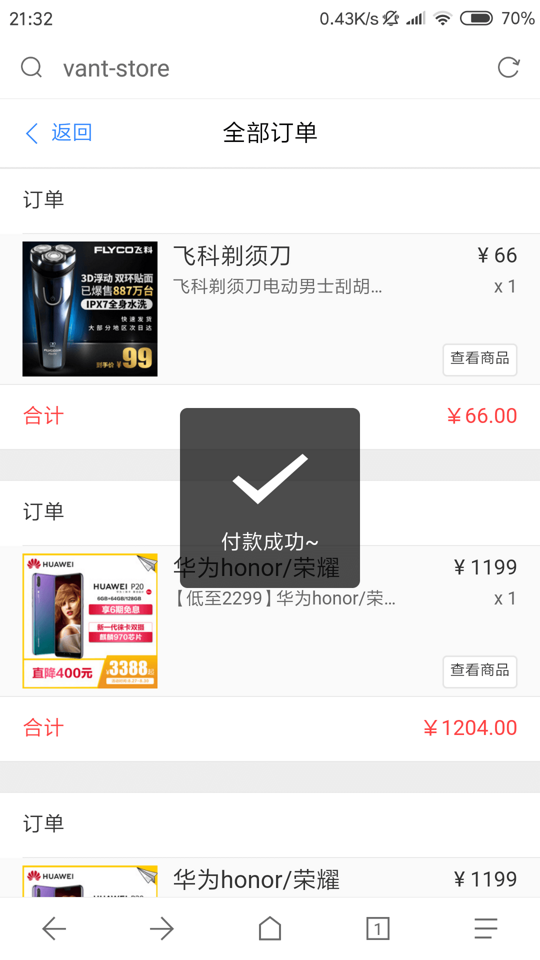 21:32
0.43K/s
70%
vant-store
返回
全部订单
订单
FLYCO飞科
3D浮动 双环贴面
已爆售887万台
IPX7全身水洗
快速发货
大部分地区次日达
到手价 ¥99
飞科剃须刀
¥ 66
飞科剃须刀电动男士刮胡...
x 1
查看商品
合计
¥66.00
付款成功~
订单
HUAWEI
HUAWEI P20
6GB+64GB/128GB
享6期免息
新一代徕卡双摄
麒麟970芯片
直降400元
¥3388起
华为honor/荣耀
¥ 1199
【低至2299】华为honor/荣...
x 1
查看商品
合计
¥1204.00
订单
HUAWEI
华为honor/荣耀
¥ 1199
1